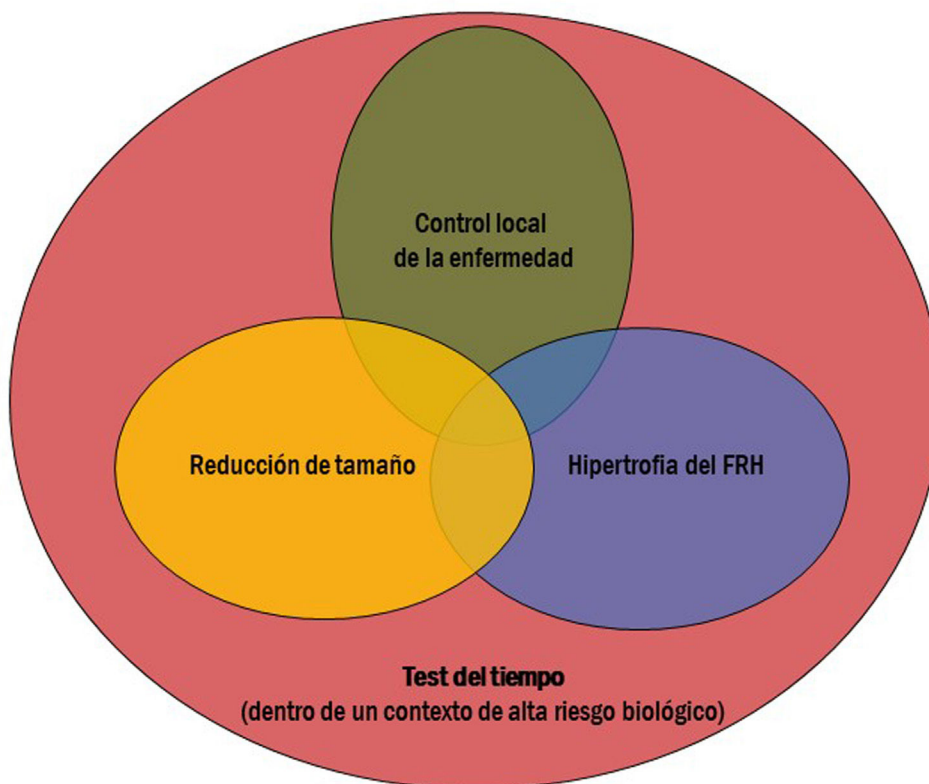 Control local
de la enfermedad
Reducción de tamaño
Hipertrofia del FRH
Test del tiempo
(dentro de un contexto de alta riesgo biológico)